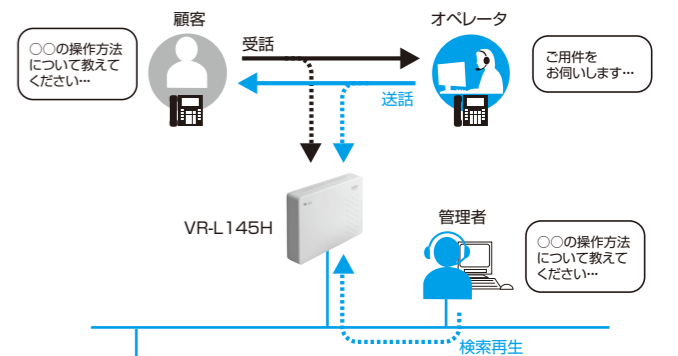 顧客
オペレータ
○○の操作方法
について教えて
ください…
受話
ご用件を
お伺いします…
送話
VR-L145H
管理者
○○の操作方法
について教えて
ください…
検索再生